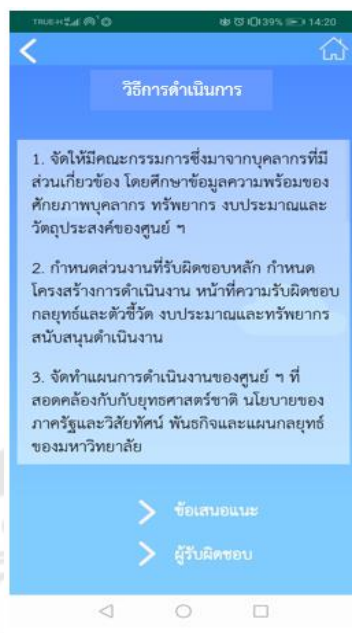 TRUE-H 39% 14:20
วิธีการดำเนินการ
1. จัดให้มีคณะกรรมการซึ่งมาจากบุคลากรที่มี
ส่วนเกี่ยวข้อง โดยศึกษาข้อมูลความพร้อมของ
ศักยภาพบุคลากร ทรัพยากร งบประมาณและ
วัตถุประสงค์ของศูนย์ ฯ
2. กำหนดส่วนงานที่รับผิดชอบหลัก กำหนด
โครงสร้างการดำเนินงาน หน้าที่ความรับผิดชอบ
กลยุทธ์และตัวชี้วัด งบประมาณและทรัพยากร
สนับสนุนดำเนินงาน
3. จัดทำแผนการดำเนินงานของศูนย์ ฯ ที่
สอดคล้องกับกับยุทธศาสตร์ชาติ นโยบายของ
ภาครัฐและวิสัยทัศน์ พันธกิจและแผนกลยุทธ์
ของมหาวิทยาลัย
ข้อเสนอแนะ
ผู้รับผิดชอบ